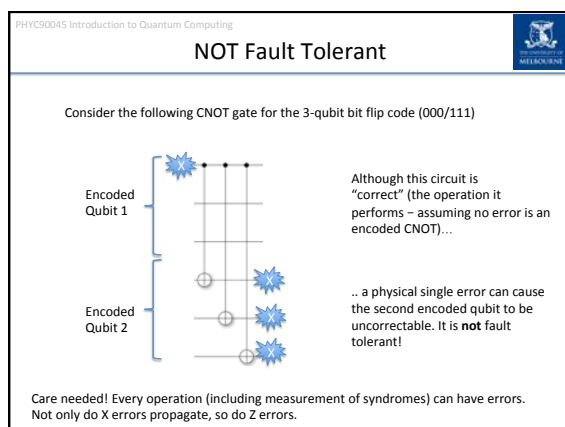 PHYC90045 Introduction to Quantum Computing
NOT Fault Tolerant
THE UNIVERSITY OF
MELBOURNE
Consider the following CNOT gate for the 3-qubit bit flip code (000/111)
X
Encoded
Qubit 1
Although this circuit is
“correct” (the operation it
performs – assuming no error is an
encoded CNOT)…
Encoded
Qubit 2
X
X
X
.. a physical single error can cause
the second encoded qubit to be
uncorrectable. It is not fault
tolerant!
Care needed! Every operation (including measurement of syndromes) can have errors.
Not only do X errors propagate, so do Z errors.